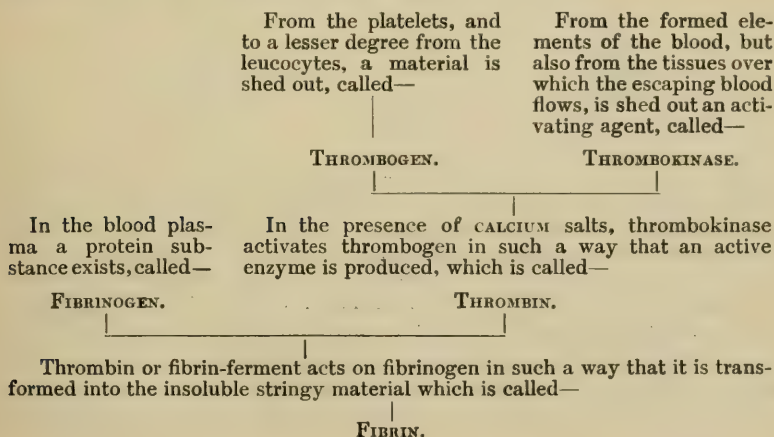 From the platelets, and
to a lesser degree from the
leucocytes, a material is
shed out, called—
From the formed ele-
ments of the blood, but
also from the tissues over
which the escaping blood
flows, is shed out an acti-
vating agent, called—
THROMBOGEN.
THROMBOKINASE.
In the blood plas-
ma a protein sub-
stance exists, called—
In the presence of CALCIUM salts, thrombokinase
activates thrombogen in such a way that an active
enzyme is produced, which is called—
FIBRINOGEN.
THROMBIN.
Thrombin or fibrin-ferment acts on fibrinogen in such a way that it is trans-
formed into the insoluble stringy material which is called—
FIBRIN.